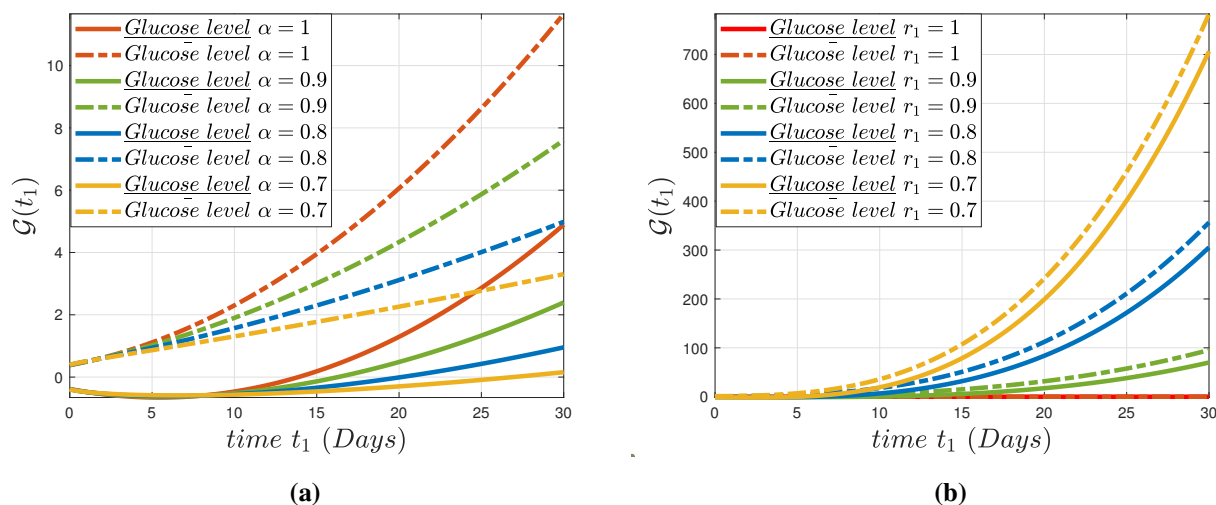 Glucose level α = 1
Glucose level α = 1
Glucose level α = 0.9
Glucose level α = 0.9
Glucose level α = 0.8
Glucose level α = 0.8
Glucose level α = 0.7
Glucose level α = 0.7
10
8
6
4
2
0
𝒢(t₁)
0 5 10 15 20 25 30
time t₁ (Days)
(a)
Glucose level r₁ = 1
Glucose level r₁ = 1
Glucose level r₁ = 0.9
Glucose level r₁ = 0.9
Glucose level r₁ = 0.8
Glucose level r₁ = 0.8
Glucose level r₁ = 0.7
Glucose level r₁ = 0.7
700
600
500
400
300
200
100
0
𝒢(t₁)
0 5 10 15 20 25 30
time t₁ (Days)
(b)